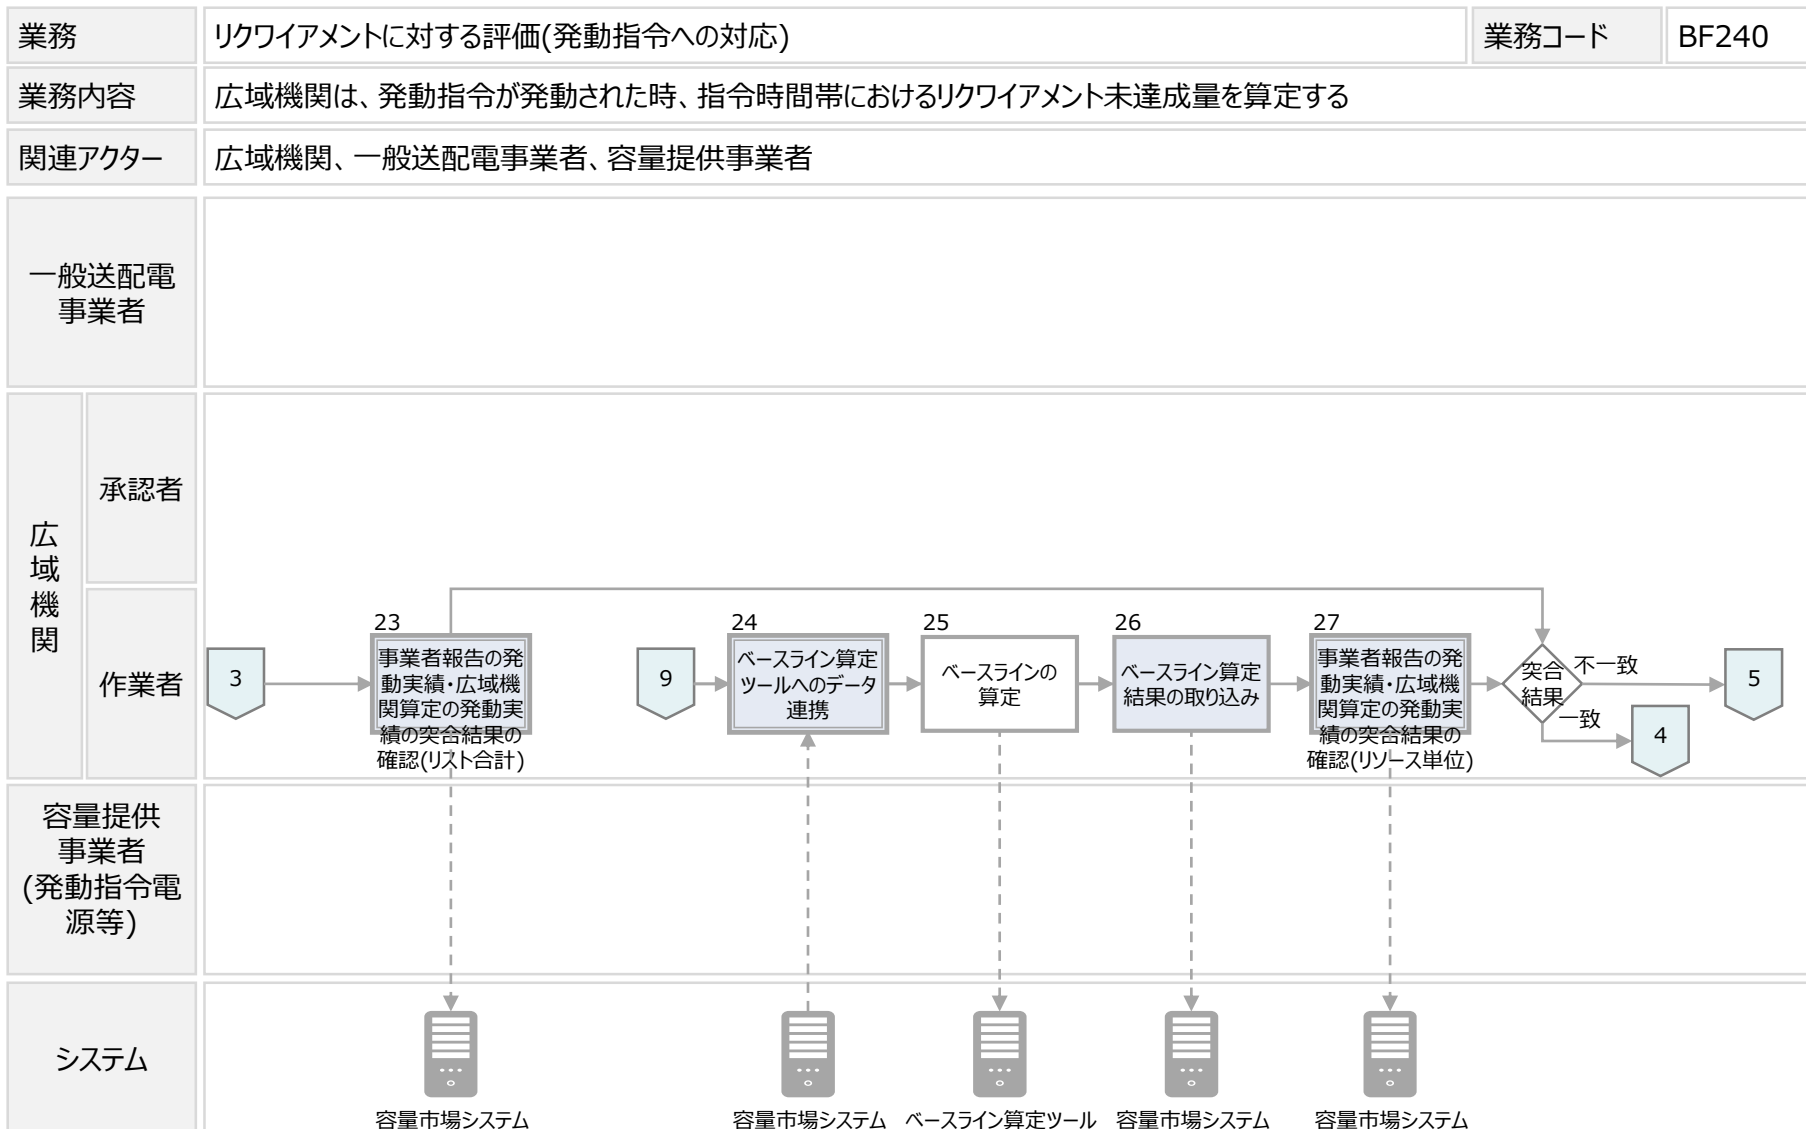 業務
リクワイアメントに対する評価(発動指令への対応)
業務コード
BF240
業務内容
広域機関は、発動指令が発動された時、指令時間帯におけるリクワイアメント未達成量を算定する
関連アクター
広域機関、一般送配電事業者、容量提供事業者
一般送配電
事業者
広
域
機
関
承認者
作業者
3
23
事業者報告の発
動実績・広域機
関算定の発動実
績の突合結果の
確認(リスト合計)
9
24
ベースライン算定
ツールへのデータ
連携
25
ベースラインの
算定
26
ベースライン算定
結果の取り込み
27
事業者報告の発
動実績・広域機
関算定の発動実
績の突合結果の
確認(リソース単位)
突合
結果
不一致
5
一致
4
容量提供
事業者
(発動指令電
源等)
システム
容量市場システム
容量市場システム
ベースライン算定ツール
容量市場システム
容量市場システム